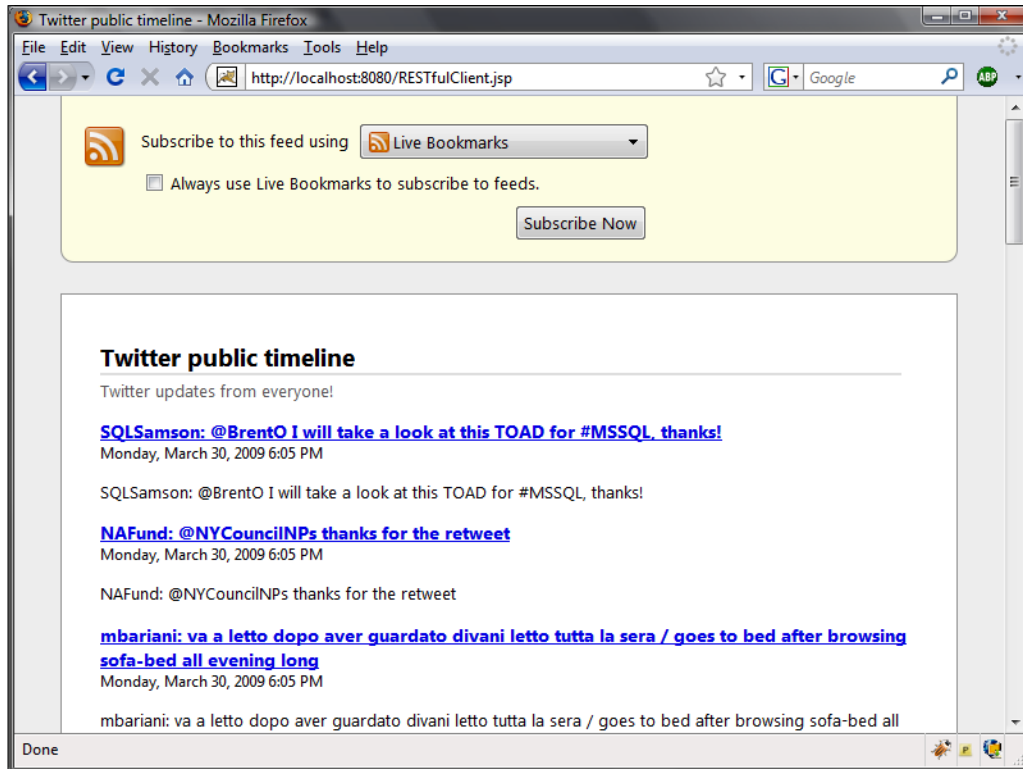 Twitter public timeline - Mozilla Firefox
File Edit View History Bookmarks Tools Help
http://localhost:8080/RESTfulClient.jsp
G Google
ABP
Subscribe to this feed using Live Bookmarks
Always use Live Bookmarks to subscribe to feeds.
Subscribe Now
Twitter public timeline
Twitter updates from everyone!
SQLSamson: @BrentO I will take a look at this TOAD for #MSSQL, thanks!
Monday, March 30, 2009 6:05 PM
SQLSamson: @BrentO I will take a look at this TOAD for #MSSQL, thanks!
NAFund: @NYCouncilNPs thanks for the retweet
Monday, March 30, 2009 6:05 PM
NAFund: @NYCouncilNPs thanks for the retweet
mbariani: va a letto dopo aver guardato divani letto tutta la sera / goes to bed after browsing
sofa-bed all evening long
Monday, March 30, 2009 6:05 PM
mbariani: va a letto dopo aver guardato divani letto tutta la sera / goes to bed after browsing sofa-bed all
Done
P